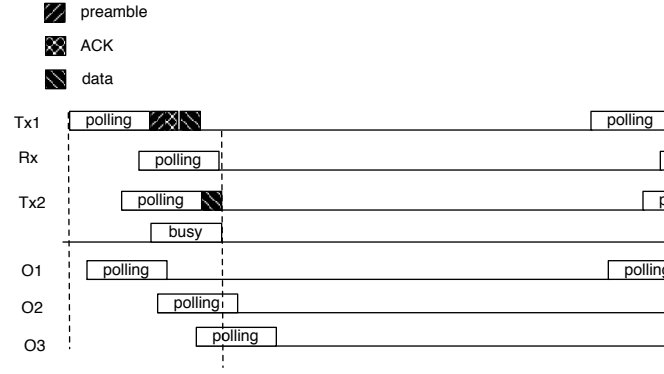 preamble
ACK
data
Tx1 polling polling
Rx polling
Tx2 polling p
busy
O1 polling polling
O2 polling
O3 polling